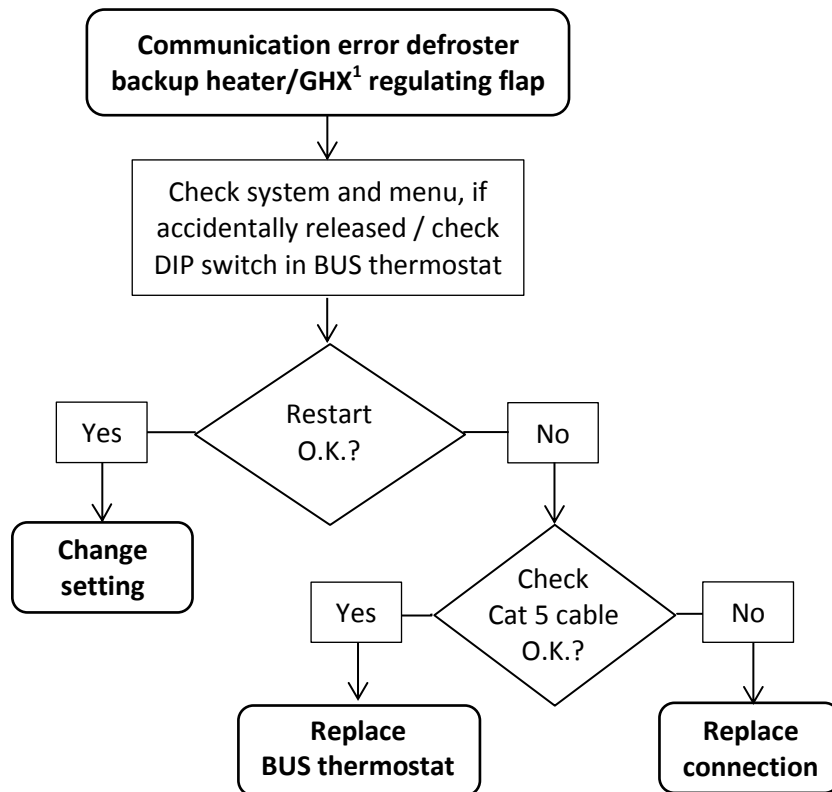 Communication error defroster
backup heater/GHX¹ regulating flap
Check system and menu, if
accidentally released / check
DIP switch in BUS thermostat
Restart
O.K.?
Yes
No
Change
setting
Check
Cat 5 cable
O.K.?
Yes
No
Replace
BUS thermostat
Replace
connection